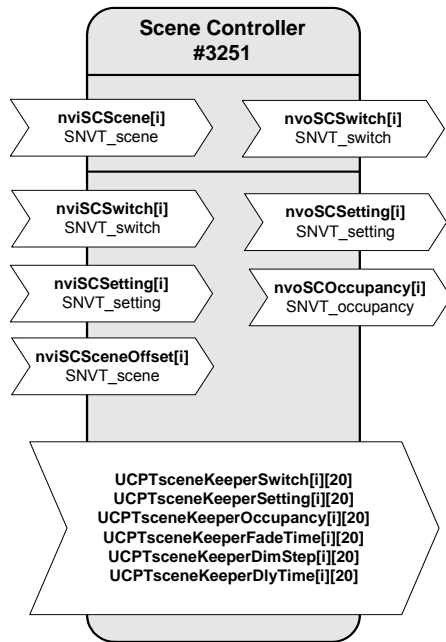 Scene Controller
#3251
nviSCScene[i]
SNVT_scene
nvoSCSwitch[i]
SNVT_switch
nviSCSwitch[i]
SNVT_switch
nvoSCSetting[i]
SNVT_setting
nviSCSetting[i]
SNVT_setting
nvoSCOccupancy[i]
SNVT_occupancy
nviSCSceneOffset[i]
SNVT_scene
UCPTsceneKeeperSwitch[i][20]
UCPTsceneKeeperSetting[i][20]
UCPTsceneKeeperOccupancy[i][20]
UCPTsceneKeeperFadeTime[i][20]
UCPTsceneKeeperDimStep[i][20]
UCPTsceneKeeperDlyTime[i][20]